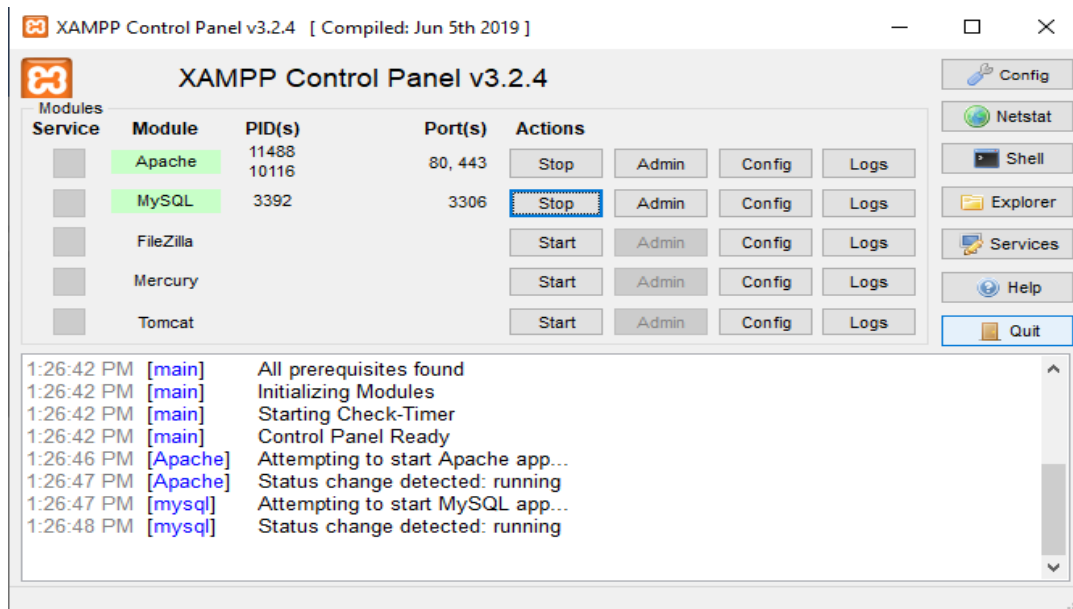 XAMPP Control Panel v3.2.4 [ Compiled: Jun 5th 2019 ]
XAMPP Control Panel v3.2.4
Config
Modules
Service Module PID(s) Port(s) Actions
Netstat
Apache 11488 10116 80, 443 Stop Admin Config Logs
Shell
MySQL 3392 3306 Stop Admin Config Logs
Explorer
FileZilla Start Admin Config Logs
Services
Mercury Start Admin Config Logs
Help
Tomcat Start Admin Config Logs
Quit
1:26:42 PM [main] All prerequisites found
1:26:42 PM [main] Initializing Modules
1:26:42 PM [main] Starting Check-Timer
1:26:42 PM [main] Control Panel Ready
1:26:46 PM [Apache] Attempting to start Apache app...
1:26:47 PM [Apache] Status change detected: running
1:26:47 PM [mysql] Attempting to start MySQL app...
1:26:48 PM [mysql] Status change detected: running